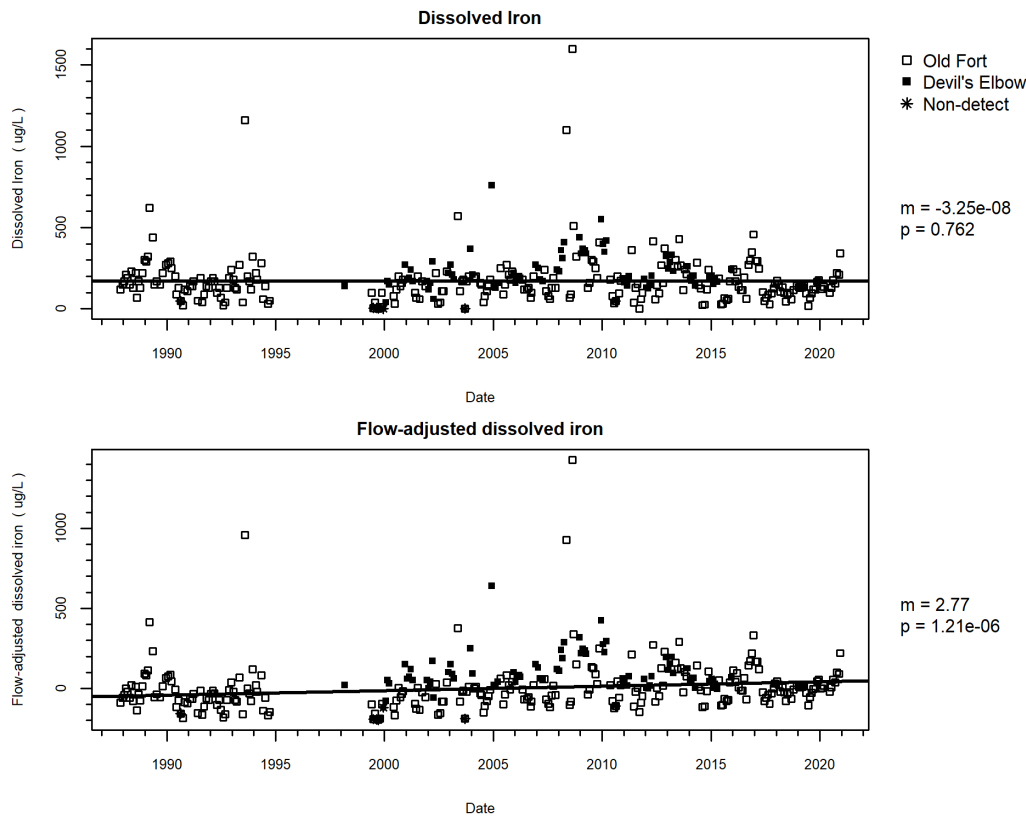 Dissolved Iron
1500
1000
500
0
Dissolved Iron ( ug/L )
1990 1995 2000 2005 2010 2015 2020
Date
Old Fort
Devil's Elbow
Non-detect
m = -3.25e-08
p = 0.762
Flow-adjusted dissolved iron
1000
500
0
Flow-adjusted dissolved iron ( ug/L )
1990 1995 2000 2005 2010 2015 2020
Date
m = 2.77
p = 1.21e-06